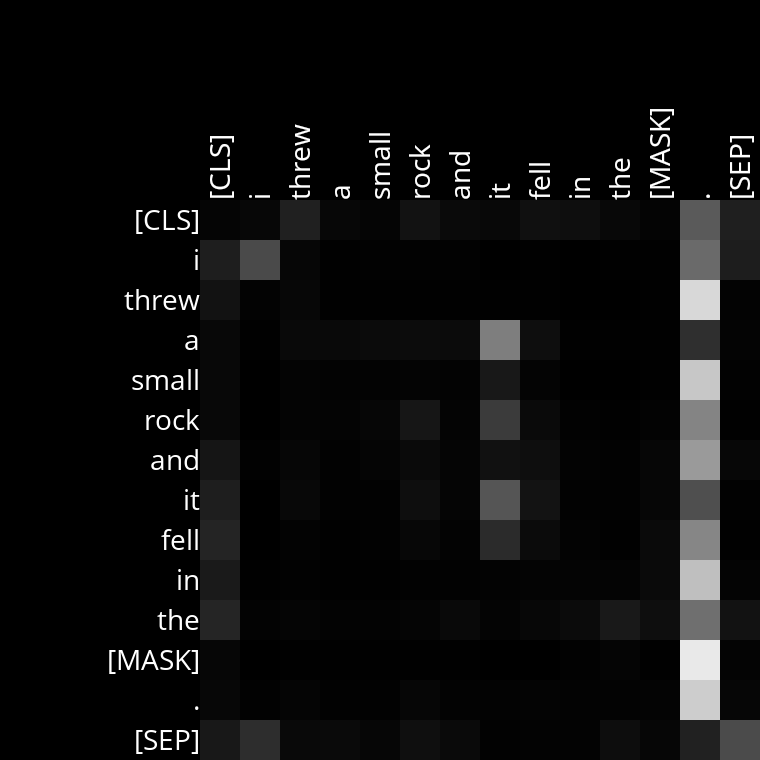 [CLS] i threw a small rock and it fell in the [MASK] . [SEP]
[CLS]
i
threw
a
small
rock
and
it
fell
in
the
[MASK]
.
[SEP]